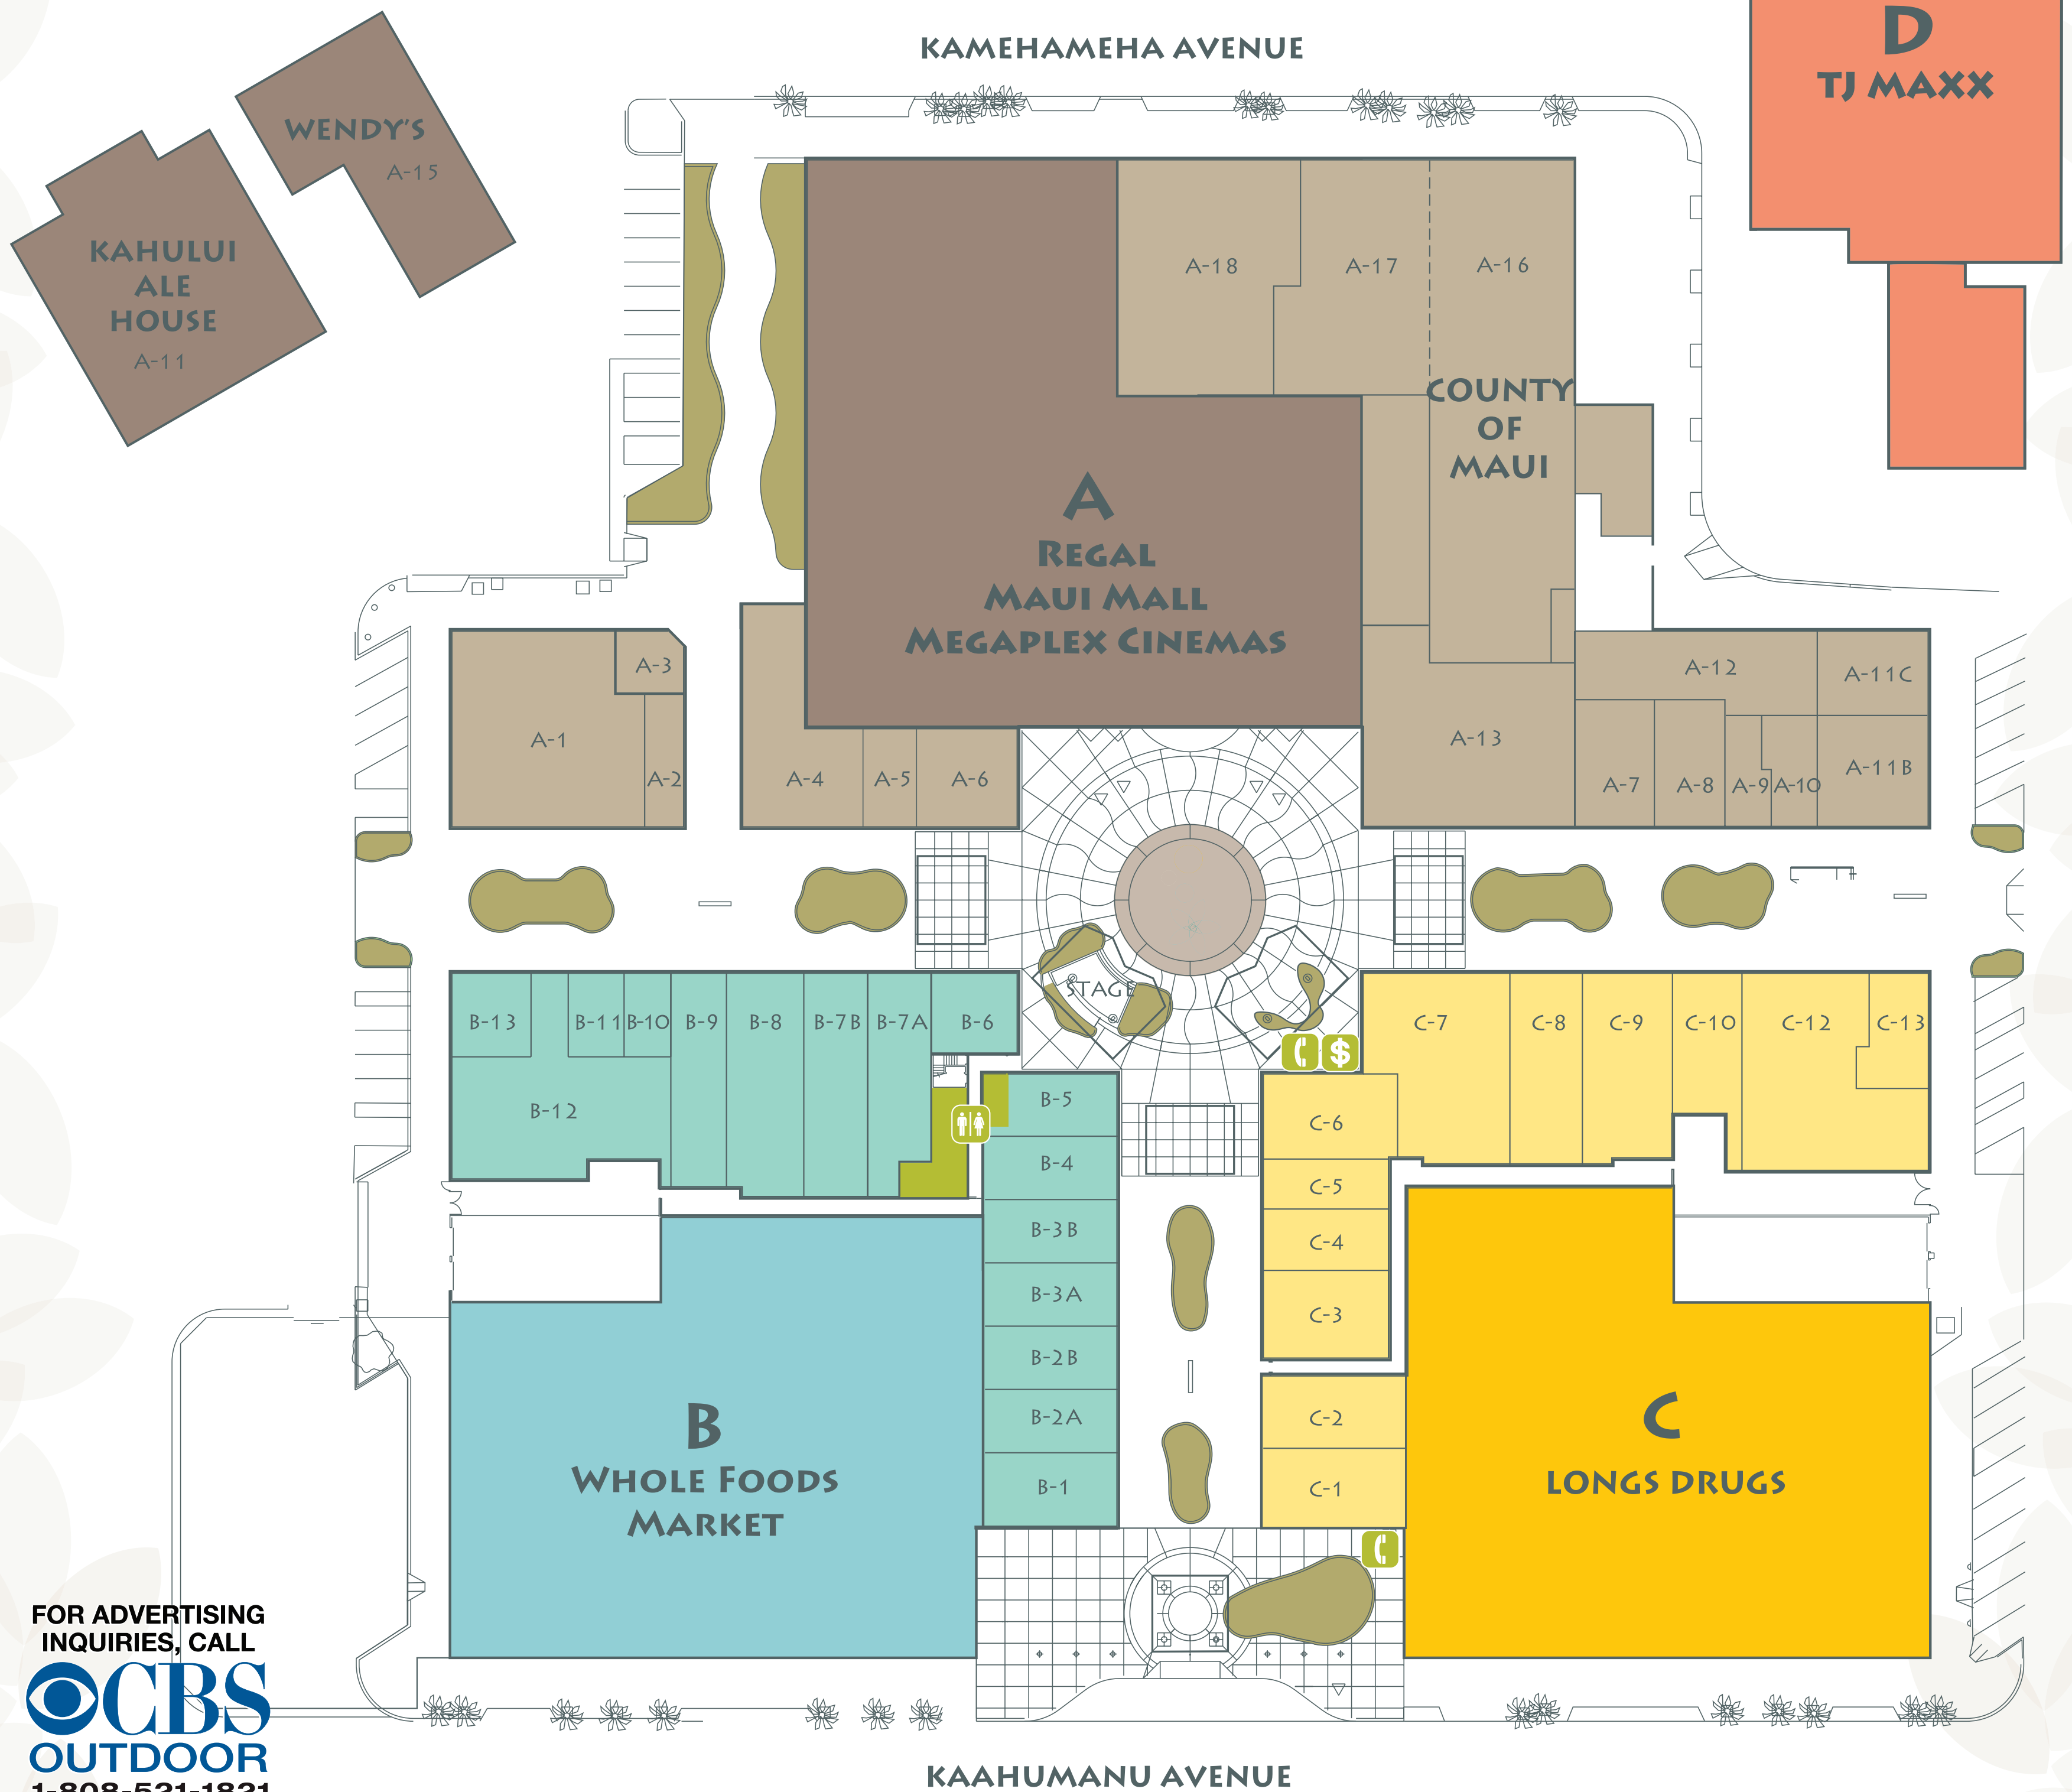 KAMEHAMEHA AVENUE
D
TJ MAXX
WENDY'S
A-15
KAHULUI
ALE
HOUSE
A-11
A-18
A-17
A-16
COUNTY
OF
MAUI
A
REGAL
MAUI MALL
MEGAPLEX CINEMAS
A-3
A-1
A-2
A-4
A-5
A-6
A-13
A-12
A-11C
A-7
A-8
A-9
A-10
A-11B
STAGE
B-13
B-11
B-10
B-9
B-8
B-7B
B-7A
B-6
B-12
B-5
B-4
B-3B
B-3A
B-2B
B-2A
B-1
$
C-7
C-8
C-9
C-10
C-12
C-13
C-6
C-5
C-4
C-3
C-2
C-1
B
WHOLE FOODS
MARKET
C
LONGS DRUGS
FOR ADVERTISING
INQUIRIES, CALL
CBS
OUTDOOR
1-808-531-1831
KAAHUMANU AVENUE